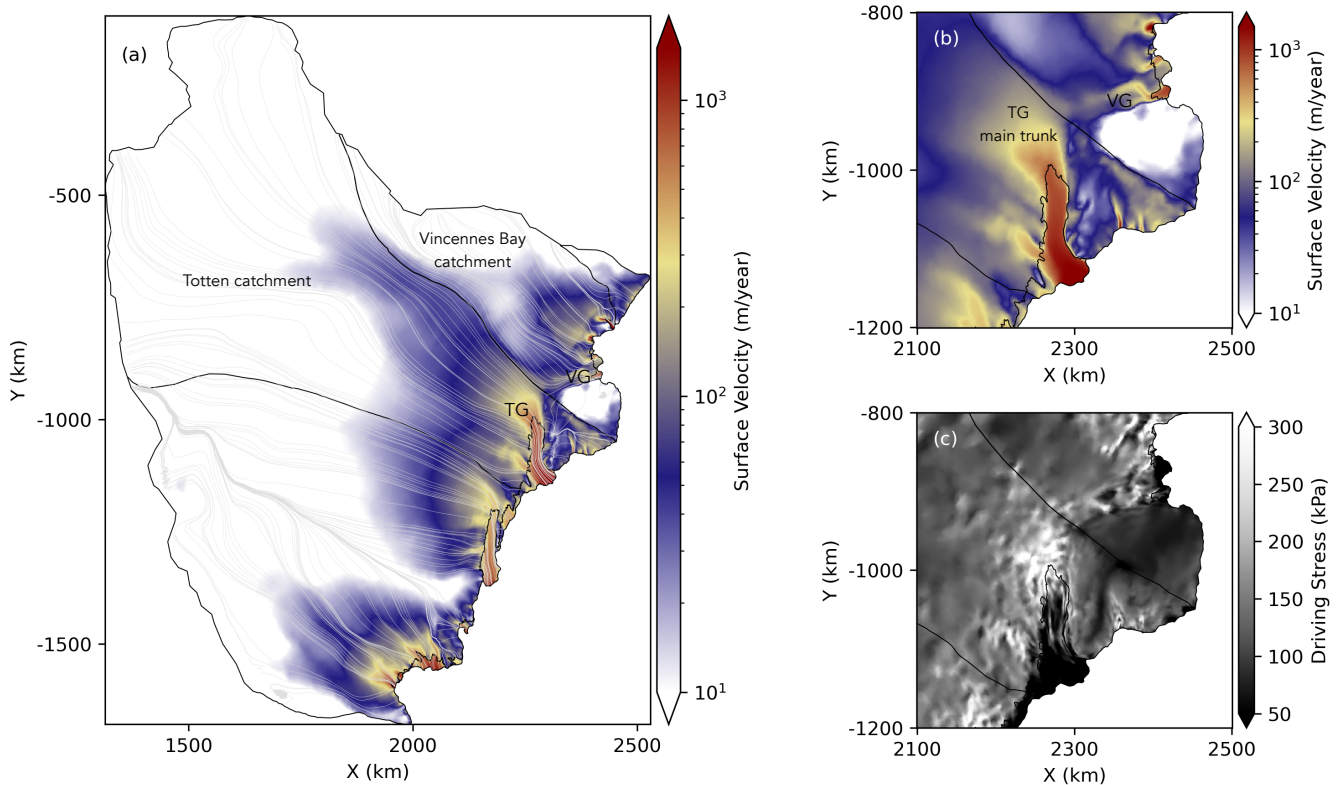 (a)
Vincennes Bay
catchment
Totten catchment
VG
TG
-500
-1000
-1500
Y (km)
1500
2000
2500
X (km)
10³
10²
10¹
Surface Velocity (m/year)
(b)
VG
TG
main trunk
-800
-1000
-1200
Y (km)
2100
2300
2500
X (km)
10³
10²
10¹
Surface Velocity (m/year)
(c)
-800
-1000
-1200
Y (km)
2100
2300
2500
X (km)
300
250
200
150
100
50
Driving Stress (kPa)